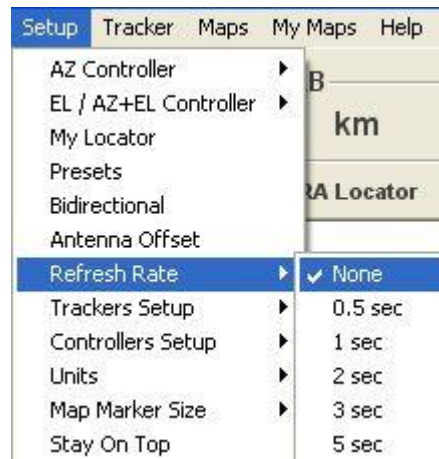 Setup Tracker Maps My Maps Help
AZ Controller
EL / AZ+EL Controller
My Locator
Presets
Bidirectional
Antenna Offset
Refresh Rate
Trackers Setup
Controllers Setup
Units
Map Marker Size
Stay On Top
B
km
RA Locator
None
0.5 sec
1 sec
2 sec
3 sec
5 sec